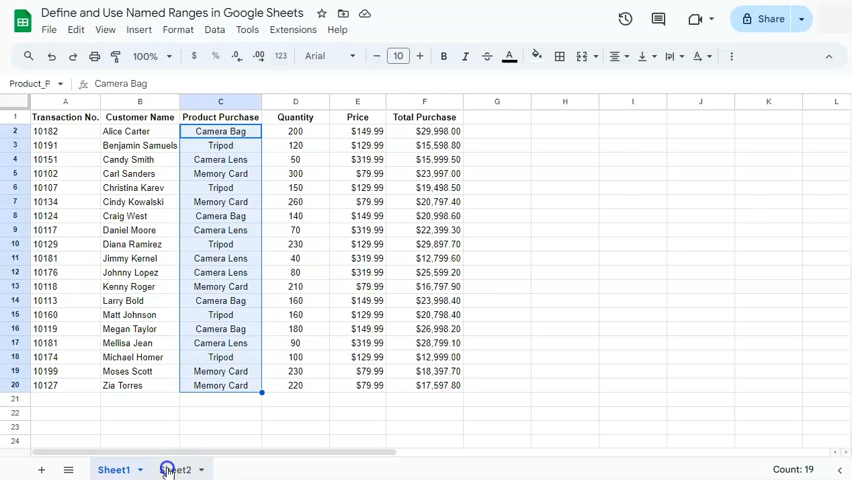 Define and Use Named Ranges in Google Sheets
File Edit View Insert Format Data Tools Extensions Help
Share
100% $ % .0 .00 123 Arial 10 B I A
Product_P fx Camera Bag
A B C D E F G H I J K L
1 Transaction No. Customer Name Product Purchase Quantity Price Total Purchase
2 10182 Alice Carter Camera Bag 200 $149.99 $29,998.00
3 10191 Benjamin Samuels Tripod 120 $129.99 $15,598.80
4 10151 Candy Smith Camera Lens 50 $319.99 $15,999.50
5 10102 Carl Sanders Memory Card 300 $79.99 $23,997.00
6 10107 Christina Karev Tripod 150 $129.99 $19,498.50
7 10134 Cindy Kowalski Memory Card 260 $79.99 $20,797.40
8 10124 Craig West Camera Bag 140 $149.99 $20,998.60
9 10117 Daniel Moore Camera Lens 70 $319.99 $22,399.30
10 10129 Diana Ramirez Tripod 230 $129.99 $29,897.70
11 10181 Jimmy Kernel Camera Lens 40 $319.99 $12,799.60
12 10176 Johnny Lopez Camera Lens 80 $319.99 $25,599.20
13 10118 Kenny Roger Memory Card 210 $79.99 $16,797.90
14 10113 Larry Bold Camera Bag 160 $149.99 $23,998.40
15 10160 Matt Johnson Tripod 160 $129.99 $20,798.40
16 10119 Megan Taylor Camera Bag 180 $149.99 $26,998.20
17 10181 Mellisa Jean Camera Lens 90 $319.99 $28,799.10
18 10174 Michael Homer Tripod 100 $129.99 $12,999.00
19 10199 Moses Scott Memory Card 230 $79.99 $18,397.70
20 10127 Zia Torres Memory Card 220 $79.99 $17,597.80
21
22
23
24
Sheet1 Sheet2 Count: 19